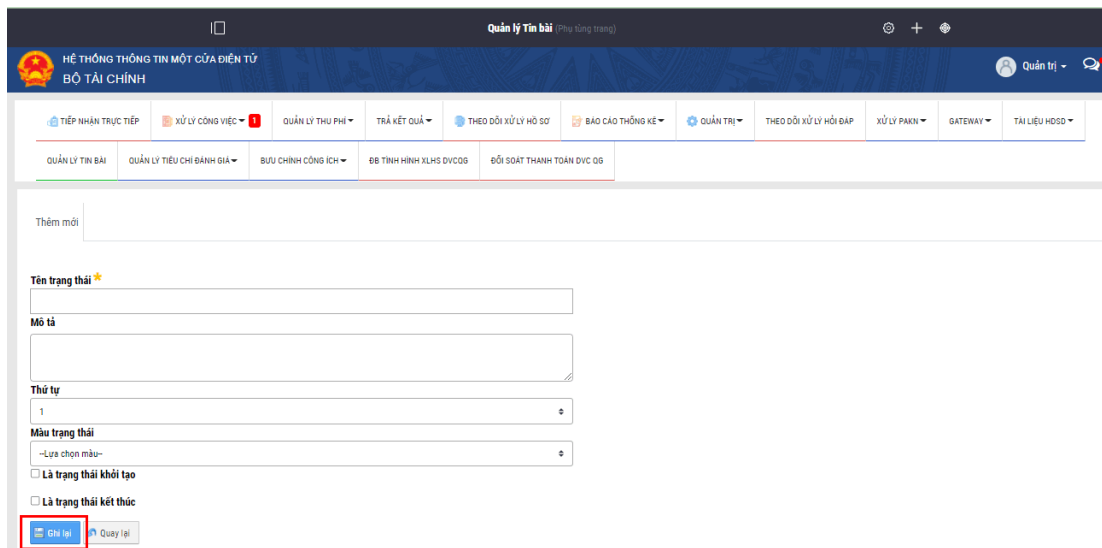 Quản lý Tin bài (Phụ tùng trang)
HỆ THỐNG THÔNG TIN MỘT CỬA ĐIỆN TỬ
BỘ TÀI CHÍNH
Quản trị
TIẾP NHẬN TRỰC TIẾP XỬ LÝ CÔNG VIỆC 1 QUẢN LÝ THU PHÍ TRẢ KẾT QUẢ THEO DÕI XỬ LÝ HỒ SƠ BÁO CÁO THỐNG KÊ QUẢN TRỊ THEO DÕI XỬ LÝ HỎI ĐÁP XỬ LÝ PAKN GATEWAY TÀI LIỆU HDSD
QUẢN LÝ TIN BÀI QUẢN LÝ TIÊU CHÍ ĐÁNH GIÁ BƯU CHÍNH CÔNG ÍCH ĐB TÌNH HÌNH XLHS DVCQG ĐỐI SOÁT THANH TOÁN DVC QG
Thêm mới
Tên trạng thái
Mô tả
Thứ tự
1
Màu trạng thái
--Lựa chọn màu--
Là trạng thái khởi tạo
Là trạng thái kết thúc
Ghi lại Quay lại